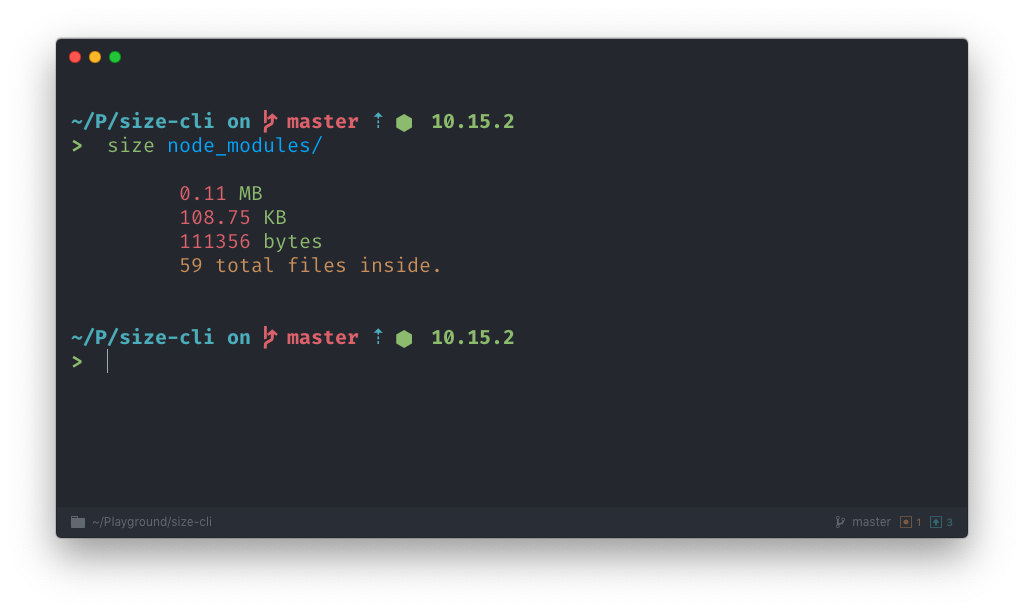 ~/P/size-cli on master ⇡ ⬢ 10.15.2
> size node_modules/
0.11 MB
108.75 KB
111356 bytes
59 total files inside.
~/P/size-cli on master ⇡ ⬢ 10.15.2
>
~/Playground/size-cli master 1 3